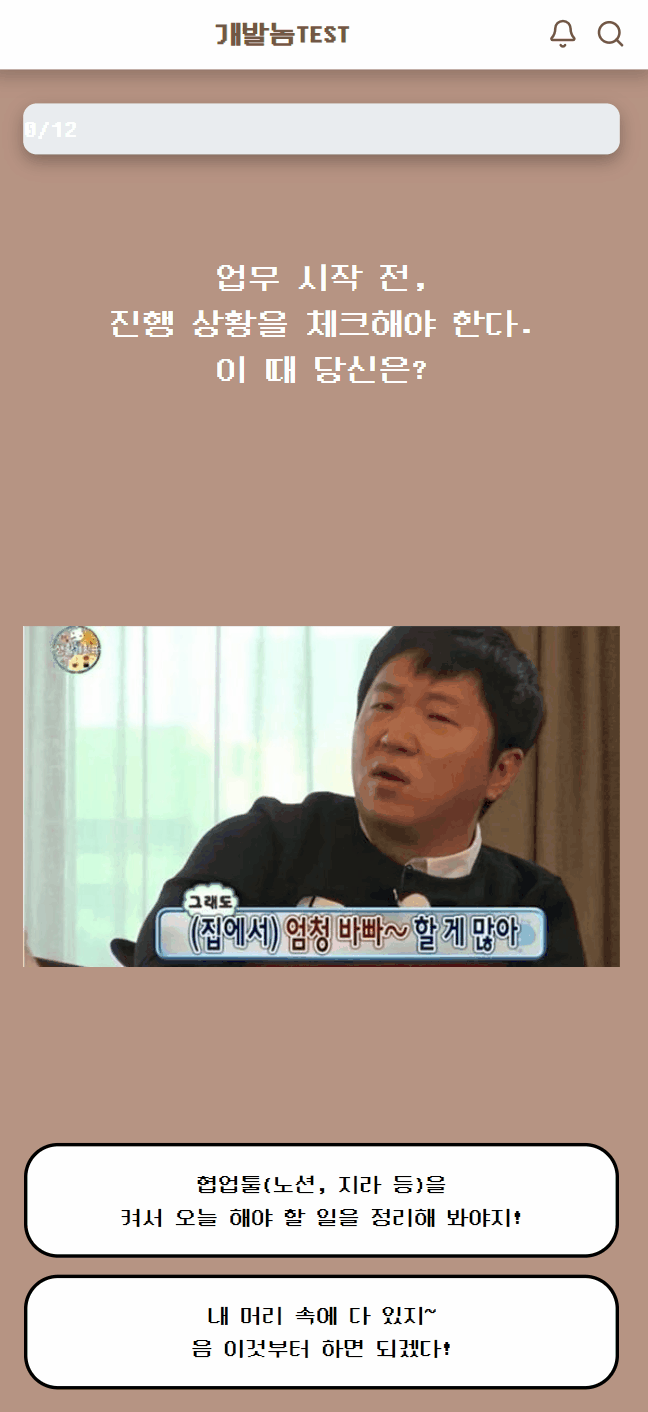 개발놈TEST
0/12
업무 시작 전,
진행 상황을 체크해야 한다.
이 때 당신은?
그래도
(집에서) 엄청 바빠~ 할 게 많아
협업툴(노션, 지라 등)을
켜서 오늘 해야 할 일을 정리해 봐야지!
내 머리 속에 다 있지~
음 이것부터 하면 되겠다!